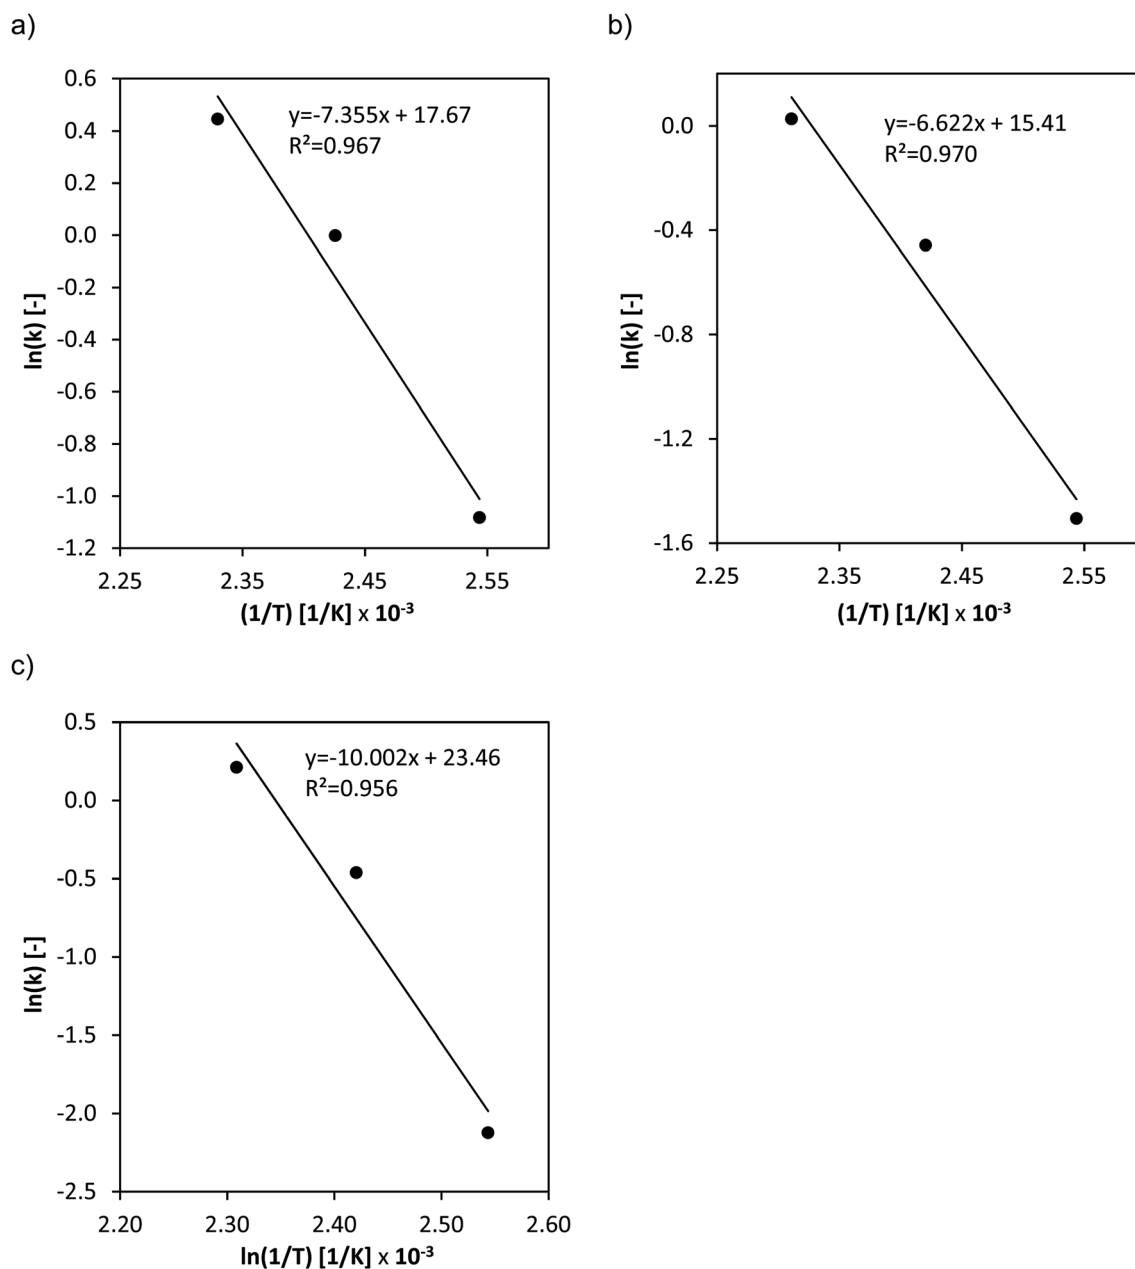 a)
0.6
0.4
0.2
0.0
-0.2
-0.4
-0.6
-0.8
-1.0
-1.2
ln(k) [-]
y=-7.355x + 17.67
R²=0.967
2.25 2.35 2.45 2.55
(1/T) [1/K] x 10⁻³
b)
0.0
-0.4
-0.8
-1.2
-1.6
ln(k) [-]
y=-6.622x + 15.41
R²=0.970
2.25 2.35 2.45 2.55
(1/T) [1/K] x 10⁻³
c)
0.5
0.0
-0.5
-1.0
-1.5
-2.0
-2.5
ln(k) [-]
y=-10.002x + 23.46
R²=0.956
2.20 2.30 2.40 2.50 2.60
ln(1/T) [1/K] x 10⁻³